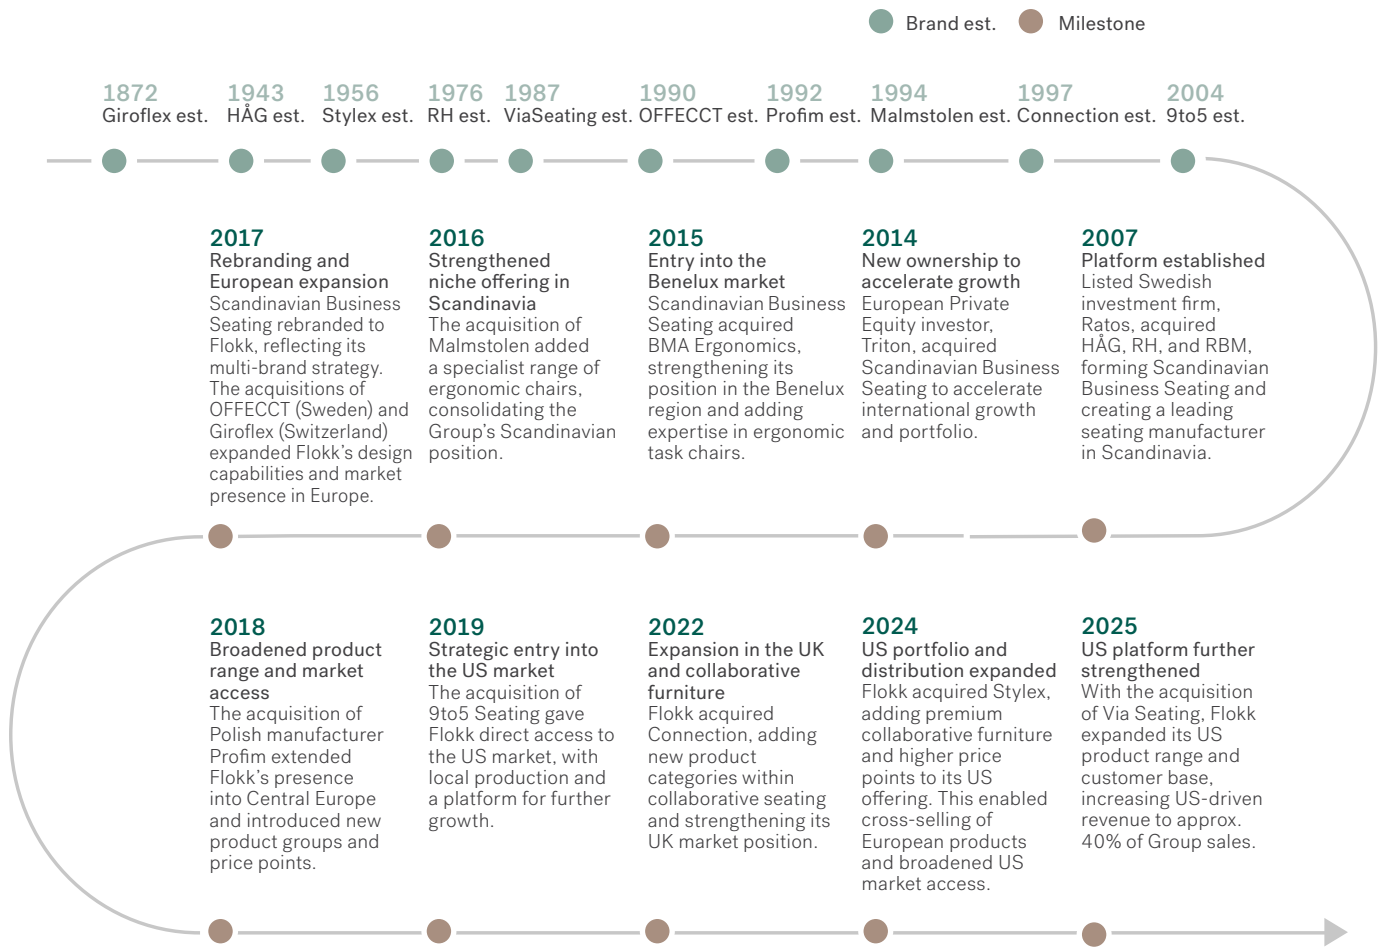 Brand est.
Milestone
1872
Giroflex est.
1943
HÅG est.
1956
Stylex est.
1976
RH est.
1987
ViaSeating est.
1990
OFFECCT est.
1992
Profim est.
1994
Malmstolen est.
1997
Connection est.
2004
9to5 est.
2007
Platform established
Listed Swedish
investment firm,
Ratos, acquired
HÅG, RH, and RBM,
forming Scandinavian
Business Seating and
creating a leading
seating manufacturer
in Scandinavia.
2014
New ownership to
accelerate growth
European Private
Equity investor,
Triton, acquired
Scandinavian Business
Seating to accelerate
international growth
and portfolio.
2015
Entry into the
Benelux market
Scandinavian Business
Seating acquired
BMA Ergonomics,
strengthening its
position in the Benelux
region and adding
expertise in ergonomic
task chairs.
2016
Strengthened
niche offering in
Scandinavia
The acquisition of
Malmstolen added
a specialist range of
ergonomic chairs,
consolidating the
Group's Scandinavian
position.
2017
Rebranding and
European expansion
Scandinavian Business
Seating rebranded to
Flokk, reflecting its
multi-brand strategy.
The acquisitions of
OFFECCT (Sweden) and
Giroflex (Switzerland)
expanded Flokk's design
capabilities and market
presence in Europe.
2018
Broadened product
range and market
access
The acquisition of
Polish manufacturer
Profim extended
Flokk's presence
into Central Europe
and introduced new
product groups and
price points.
2019
Strategic entry into
the US market
The acquisition of
9to5 Seating gave
Flokk direct access to
the US market, with
local production and
a platform for further
growth.
2022
Expansion in the UK
and collaborative
furniture
Flokk acquired
Connection, adding
new product
categories within
collaborative seating
and strengthening its
UK market position.
2024
US portfolio and
distribution expanded
Flokk acquired Stylex,
adding premium
collaborative furniture
and higher price
points to its US
offering. This enabled
cross-selling of
European products
and broadened US
market access.
2025
US platform further
strengthened
With the acquisition
of Via Seating, Flokk
expanded its US
product range and
customer base,
increasing US-driven
revenue to approx.
40% of Group sales.